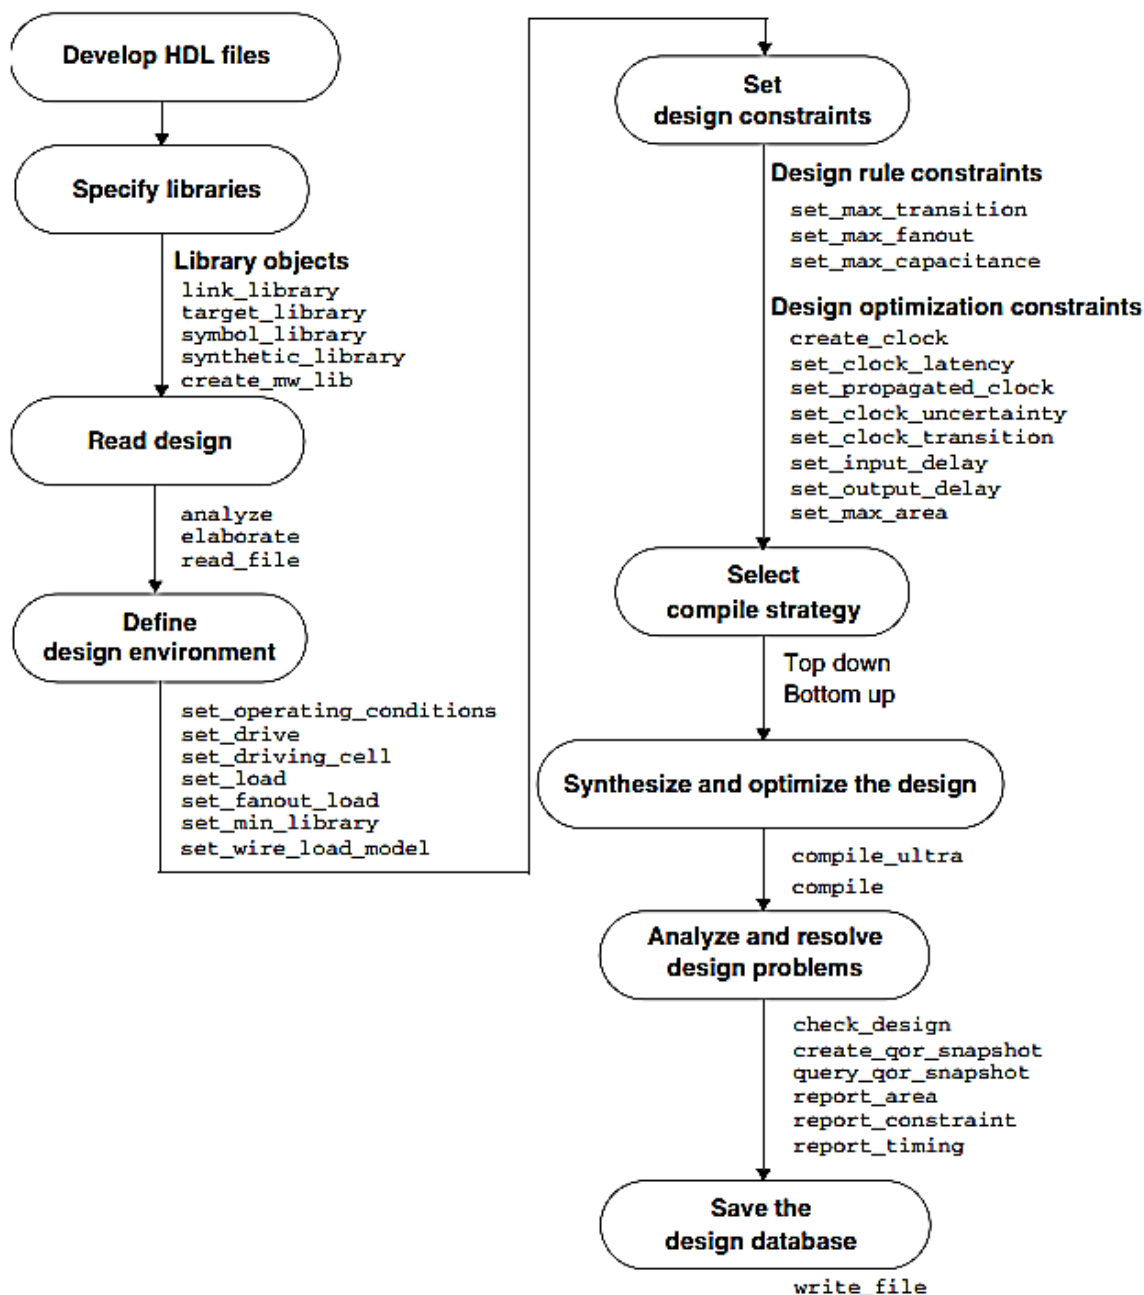 Develop HDL files
Specify libraries
Library objects
link_library
target_library
symbol_library
synthetic_library
create_mw_lib
Read design
analyze
elaborate
read_file
Define
design environment
set_operating_conditions
set_drive
set_driving_cell
set_load
set_fanout_load
set_min_library
set_wire_load_model
Set
design constraints
Design rule constraints
set_max_transition
set_max_fanout
set_max_capacitance
Design optimization constraints
create_clock
set_clock_latency
set_propagated_clock
set_clock_uncertainty
set_clock_transition
set_input_delay
set_output_delay
set_max_area
Select
compile strategy
Top down
Bottom up
Synthesize and optimize the design
compile_ultra
compile
Analyze and resolve
design problems
check_design
create_qor_snapshot
query_qor_snapshot
report_area
report_constraint
report_timing
Save the
design database
write_file